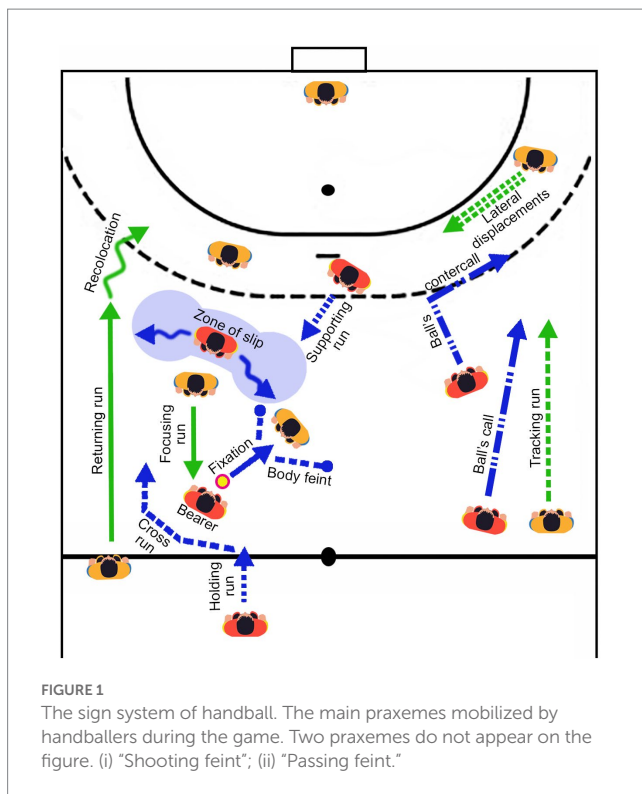 Lateral
displacements
Recolocation
contercall
Ball's
Zone of slip
Supporting
run
Returning run
Focusing
run
Fixation
Ball's call
Tracking run
Body feint
Bearer
Cross
run
Holding
run
FIGURE 1
The sign system of handball. The main praxemes mobilized by
handballers during the game. Two praxemes do not appear on the
figure. (i) “Shooting feint”; (ii) “Passing feint.”